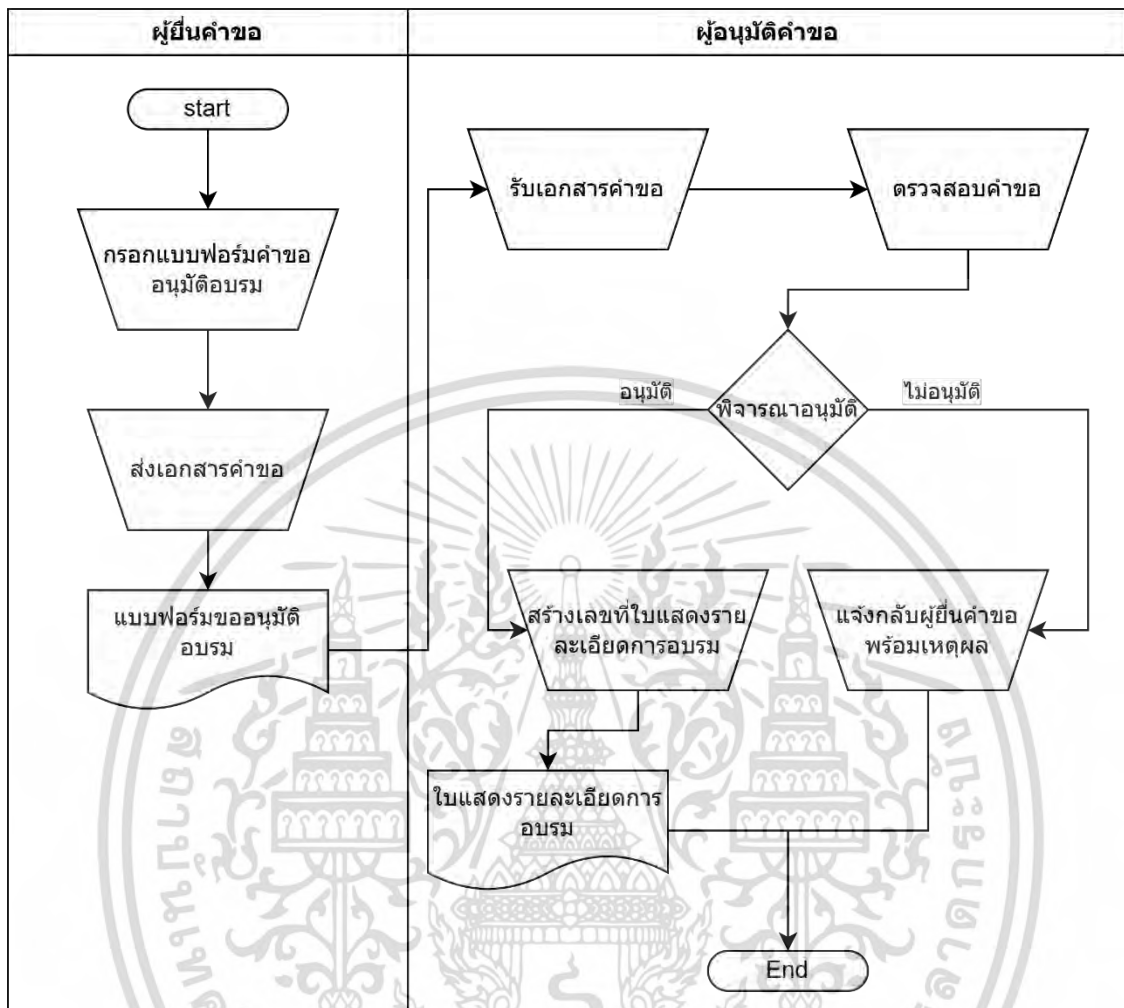 ผู้ยื่นคำขอ
ผู้อนุมัติคำขอ
start
กรอกแบบฟอร์มคำขอ
อนุมัติอบรม
ส่งเอกสารคำขอ
แบบฟอร์มขออนุมัติ
อบรม
รับเอกสารคำขอ
ตรวจสอบคำขอ
พิจารณาอนุมัติ
อนุมัติ
ไม่อนุมัติ
สร้างเลขที่ใบแสดงราย
ละเอียดการอบรม
แจ้งกลับผู้ยื่นคำขอ
พร้อมเหตุผล
ใบแสดงรายละเอียดการ
อบรม
End